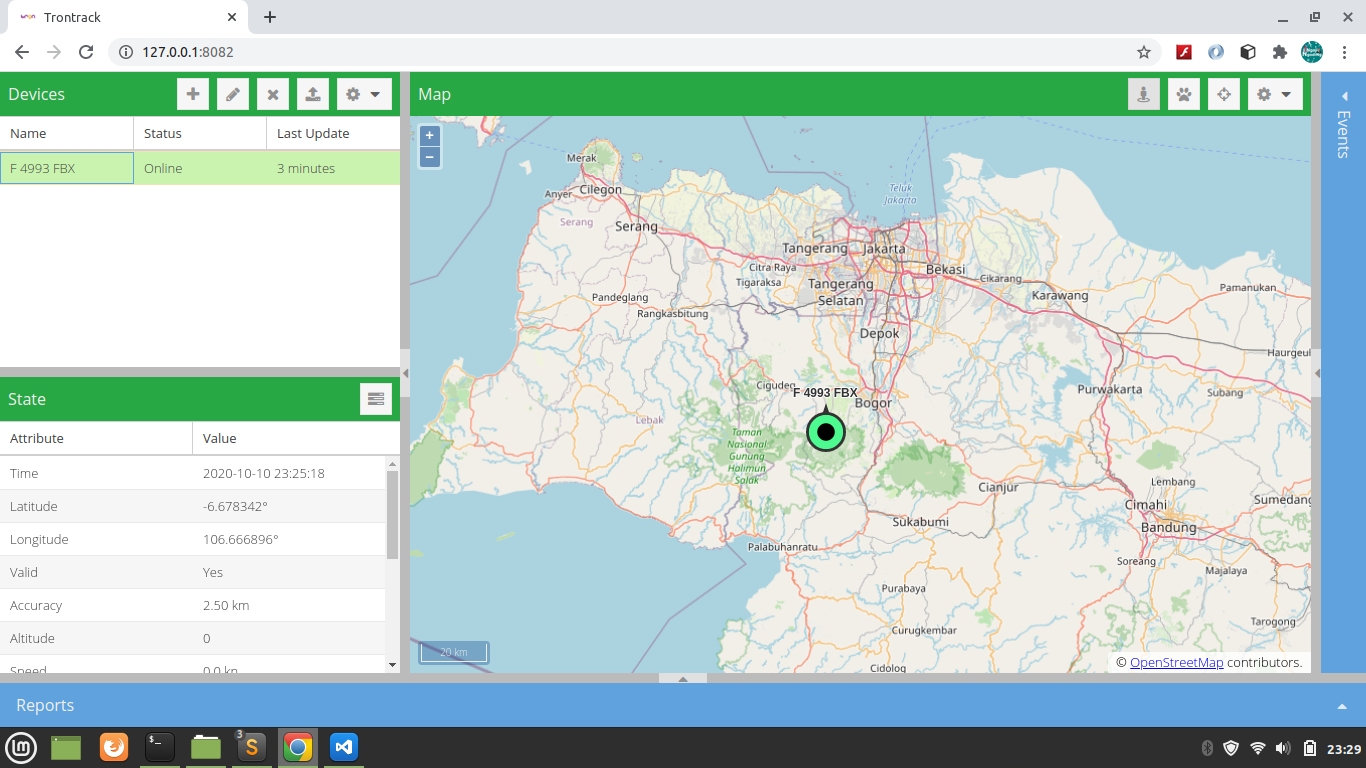 Trontrack
127.0.0.1:8082
Devices
Name Status Last Update
F 4993 FBX Online 3 minutes
State
Attribute Value
Time 2020-10-10 23:25:18
Latitude -6.678342°
Longitude 106.666896°
Valid Yes
Accuracy 2.50 km
Altitude 0
Speed 0.0 kn
Map
+
−
Merak
Anyer
Cilegon
Serang
Serang
Teluk
Jakarta
Tangerang
Jakarta
Citra Raya
Bekasi
Tigaraksa
Tangerang
Selatan
Cikarang
Karawang
Pamanukan
Pandeglang
Rangkasbitung
Depok
Haurgeul
Cigudeg
F 4993 FBX
Bogor
Purwakarta
Subang
Lebak
Taman
Nasional
Gunung
Halimun
Salak
Cianjur
Lembang
Sumedang
Cimahi
Bandung
Sukabumi
Palabuhanratu
Soreang
Majalaya
Purabaya
Curugkembar
Tarogong
Cidolog
20 km
© OpenStreetMap contributors.
Events
Reports
$_
3
S
23:29